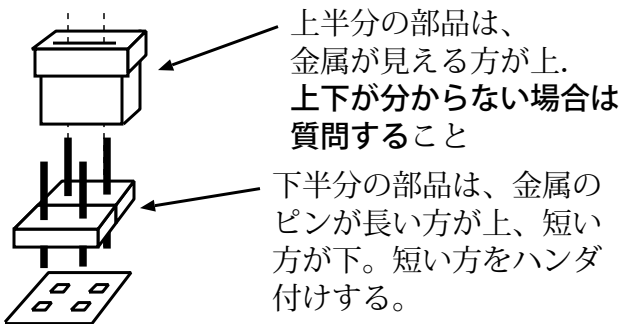 上半分の部品は、
金属が見える方が上.
上下が分からない場合は
質問すること
下半分の部品は、金属の
ピンが長い方が上、短い
方が下。短い方をハンダ
付けする。